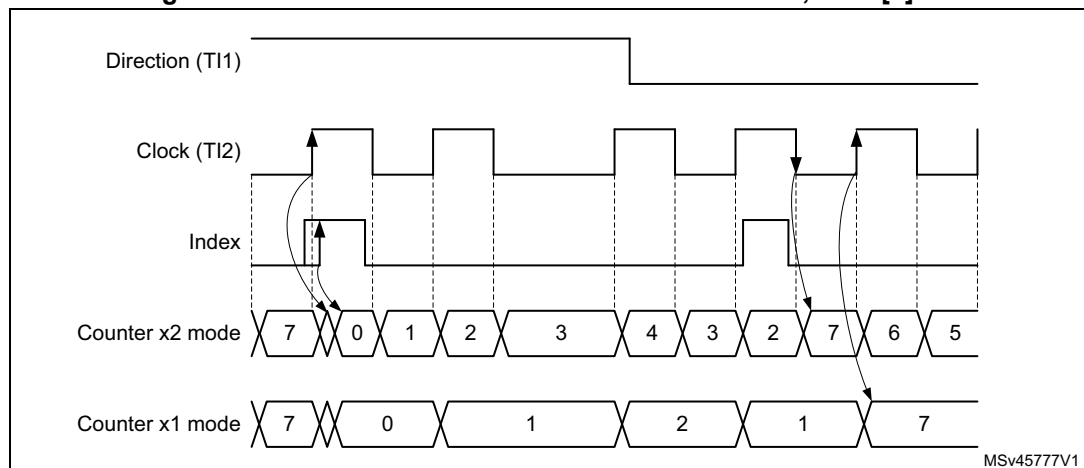 Direction (TI1)
Clock (TI2)
Index
Counter x2 mode 7 0 1 2 3 4 3 2 7 6 5
Counter x1 mode 7 0 1 2 1 7
MSv45777V1